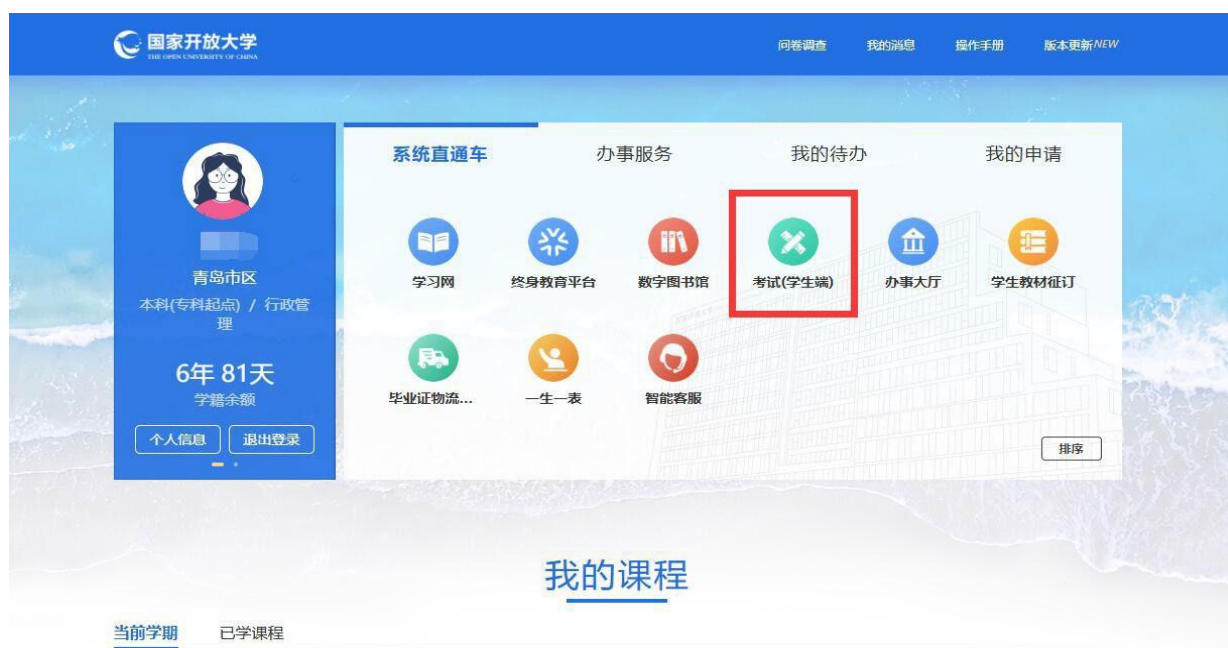 国家开放大学
THE OPEN UNIVERSITY OF CHINA
问卷调查 我的消息 操作手册 版本更新NEW
系统直通车 办事服务 我的待办 我的申请
青岛市区
本科(专科起点) / 行政管
理
6年 81天
学籍余额
个人信息 退出登录
学习网 终身教育平台 数字图书馆 考试(学生端) 办事大厅 学生教材征订
毕业证物流... 一生一表 智能客服
排序
我的课程
当前学期 已学课程